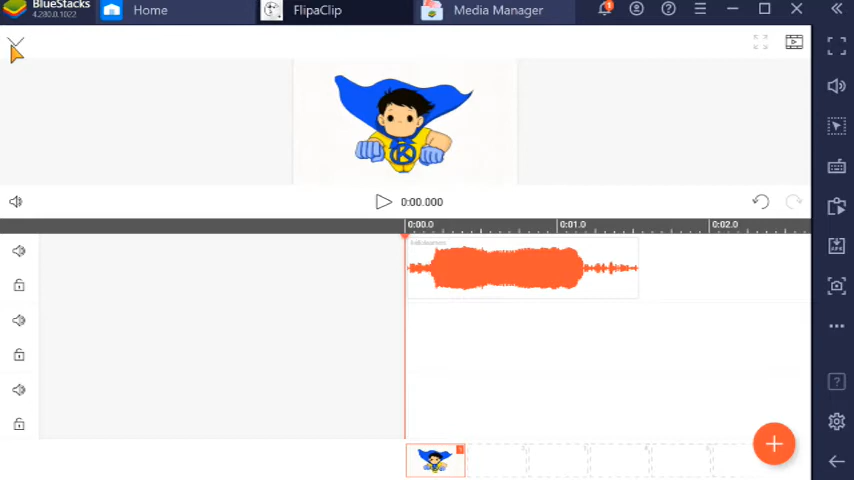 BlueStacks
4.280.0.1022
Home
FlipaClip
Media Manager
0:00.000
0:00.0
0:01.0
0:02.0